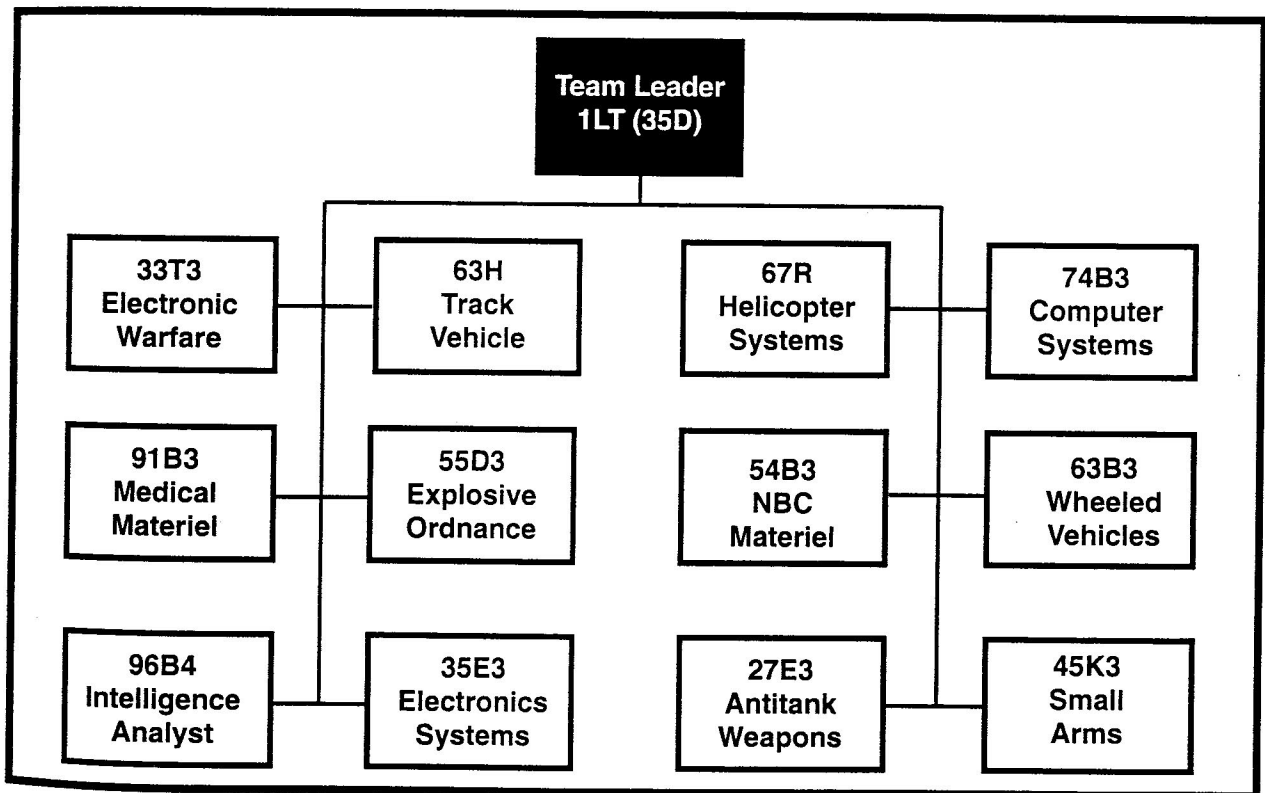 Team Leader
1LT (35D)
33T3
Electronic
Warfare
63H
Track
Vehicle
67R
Helicopter
Systems
74B3
Computer
Systems
91B3
Medical
Materiel
55D3
Explosive
Ordnance
54B3
NBC
Materiel
63B3
Wheeled
Vehicles
96B4
Intelligence
Analyst
35E3
Electronics
Systems
27E3
Antitank
Weapons
45K3
Small
Arms